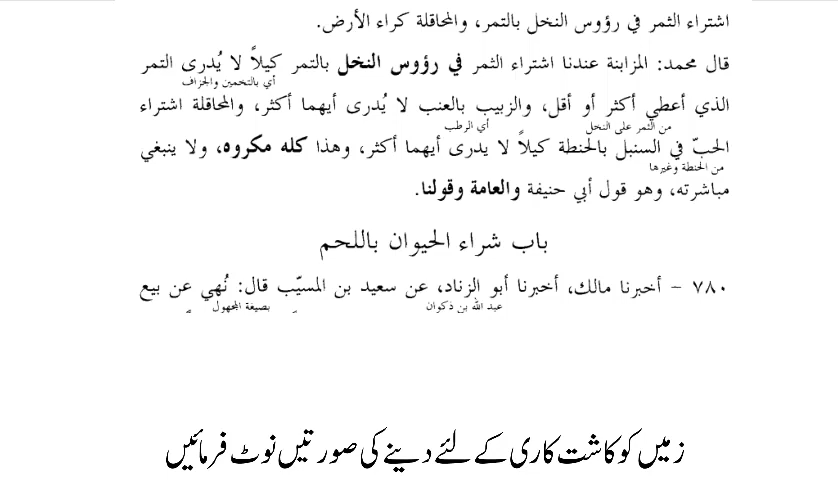 اشتراء الثمر في رؤوس النخل بالتمر، والمحاقلة كراء الأرض.
قال محمد: المزابنة عندنا اشتراء الثمر في رؤوس النخل بالتمر كيلاً لا يُدرى التمر
أي بالتخمين والجزاف
الذي أعطي أكثر أو أقل، والزبيب بالعنب لا يُدرى أيهما أكثر، والمحاقلة اشتراء
من الثمر على النخل أي الرطب
الحبّ في السنبل بالحنطة كيلاً لا يدرى أيهما أكثر، وهذا كله مكروه، ولا ينبغي
من الحنطة وغيرها
مباشرته، وهو قول أبي حنيفة والعامة وقولنا.
باب شراء الحيوان باللحم
٧٨٠ - أخبرنا مالك، أخبرنا أبو الزناد، عن سعيد بن المسيّب قال: نُهي عن بيع
عبد الله بن ذكوان بصيغة المجهول
زمیں کو کاشت کاری کے لئے دینے کی صورتیں نوٹ فرمائیں